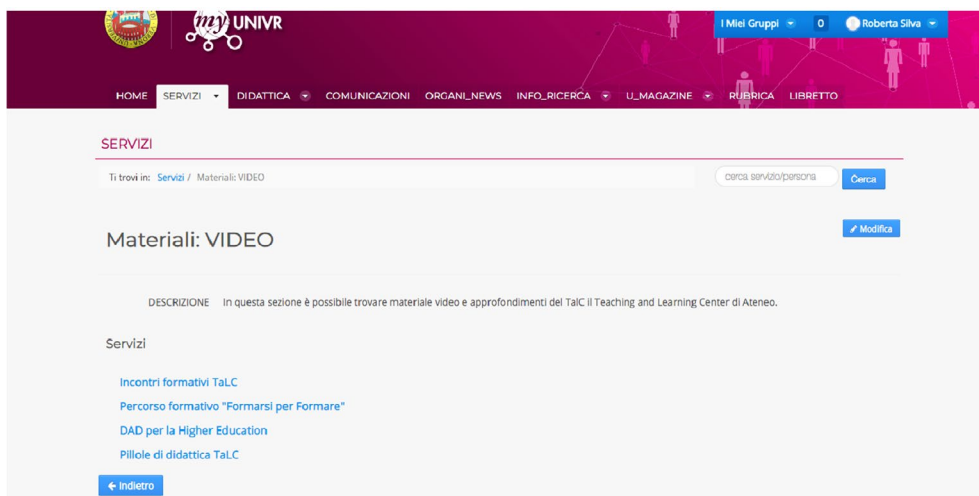 my UNIVR
I Miei Gruppi 0 Roberta Silva
HOME SERVIZI DIDATTICA COMUNICAZIONI ORGANI_NEWS INFO_RICERCA U_MAGAZINE RUBRICA LIBRETTO
SERVIZI
Ti trovi in: Servizi / Materiali: VIDEO
cerca servizio/persona Cerca
Modifica
Materiali: VIDEO
DESCRIZIONE In questa sezione è possibile trovare materiale video e approfondimenti del TalC il Teaching and Learning Center di Ateneo.
Servizi
Incontri formativi TaLC
Percorso formativo "Formarsi per Formare"
DAD per la Higher Education
Pillole di didattica TaLC
Indietro